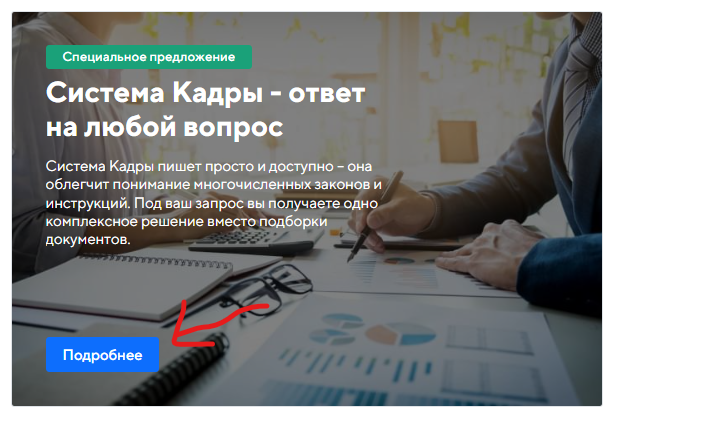 Специальное предложение
Система Кадры - ответ
на любой вопрос
Система Кадры пишет просто и доступно – она
облегчит понимание многочисленных законов и
инструкций. Под ваш запрос вы получаете одно
комплексное решение вместо подборки
документов.
Подробнее